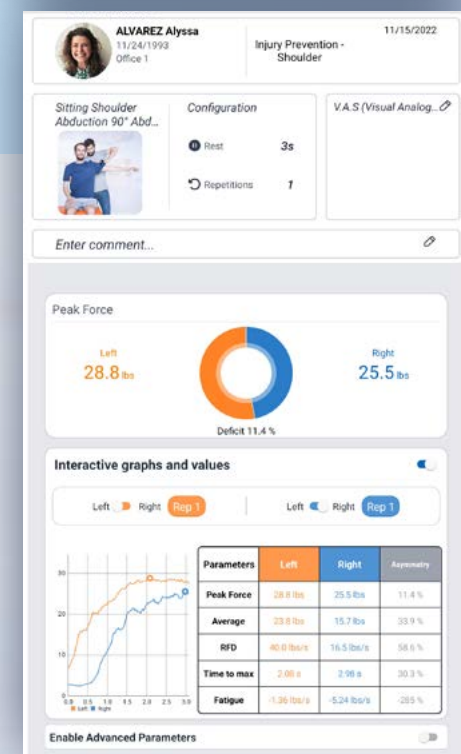 ALVAREZ Alyssa
11/24/1993
Office 1
Injury Prevention -
Shoulder
11/15/2022
Sitting Shoulder
Abduction 90° Abd...
Configuration
Rest 3s
Repetitions 1
V.A.S (Visual Analog...
Enter comment...
Peak Force
Left
28.8 lbs
Right
25.5 lbs
Deficit 11.4 %
Interactive graphs and values
Left Right Rep 1
Left Right Rep 1
30
20
10
0
0.0 0.5 1.0 1.5 2.0 2.5 3.0
Left Right
Parameters Left Right Asymmetry
Peak Force 28.8 lbs 25.5 lbs 11.4 %
Average 23.8 lbs 15.7 lbs 33.9 %
RFD 40.0 lbs/s 16.5 lbs/s 58.6 %
Time to max 2.08 s 2.98 s 30.3 %
Fatigue -1.36 lbs/s -5.24 lbs/s -285 %
Enable Advanced Parameters